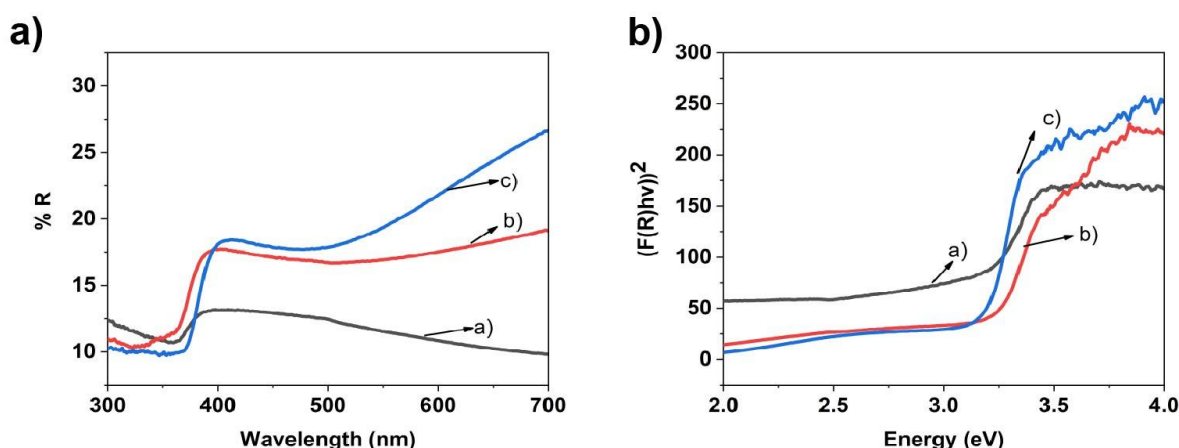 a)
% R
30
25
20
15
10
300
400
500
600
700
Wavelength (nm)
c)
b)
a)
b)
(F(R)hν))²
300
250
200
150
100
50
0
2.0
2.5
3.0
3.5
4.0
Energy (eV)
c)
a)
b)